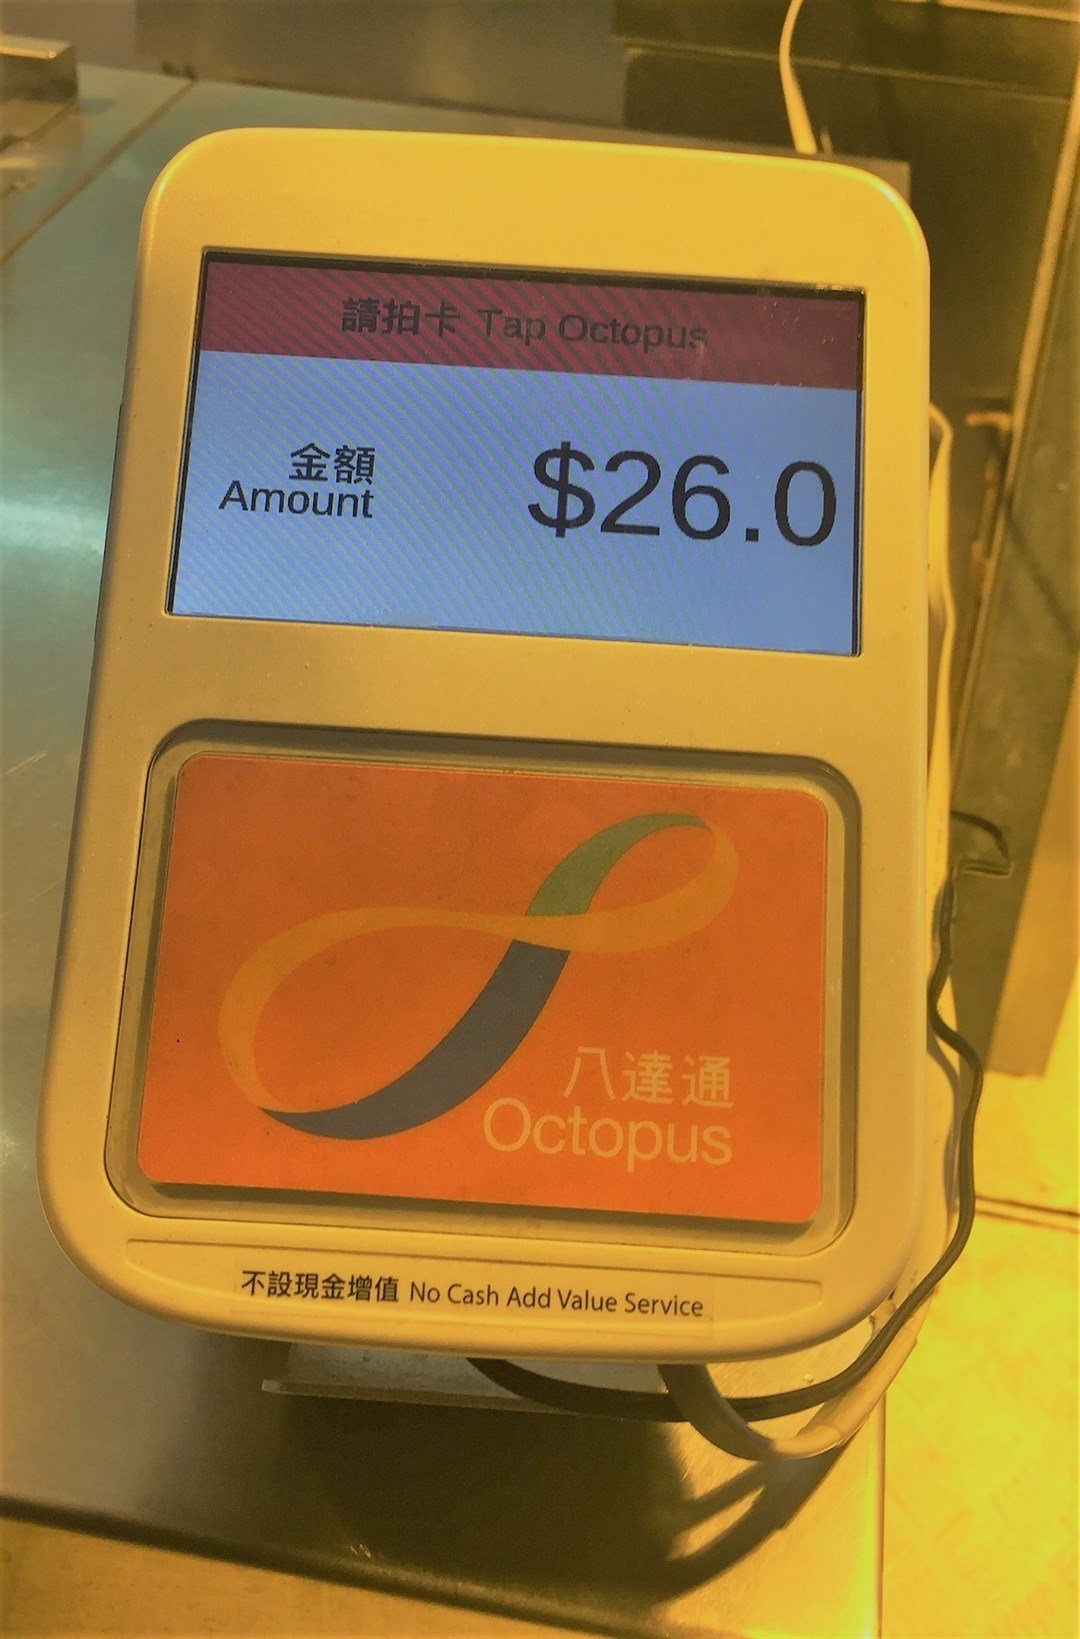 請拍卡 Tap Octopus
金額
Amount
$26.0
八達通
Octopus
不設現金增值 No Cash Add Value Service